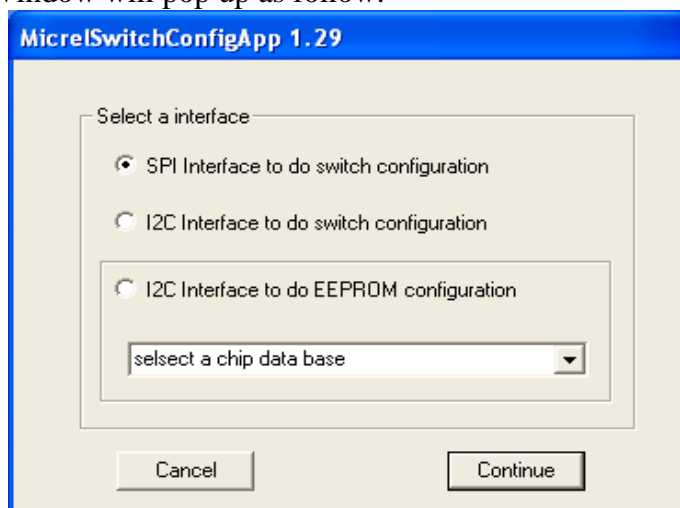 window will pop up as follow:
MicrelSwitchConfigApp 1.29
Select a interface
SPI Interface to do switch configuration
I2C Interface to do switch configuration
I2C Interface to do EEPROM configuration
selsect a chip data base
Cancel
Continue